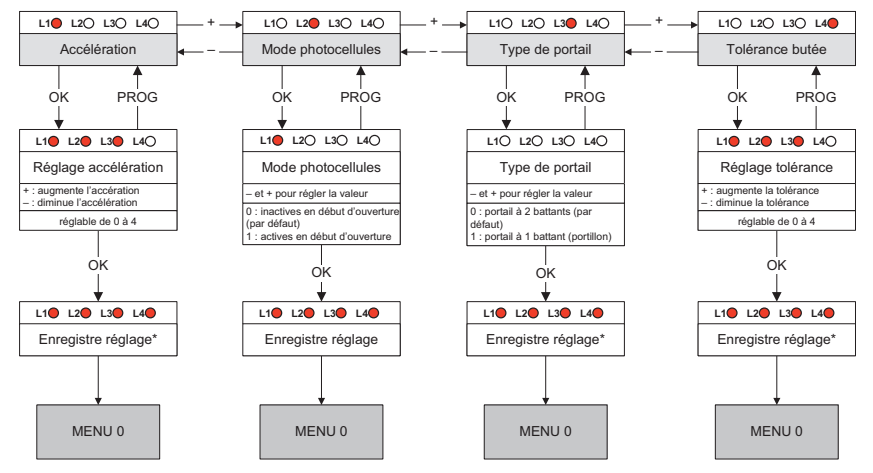 L1 L2 L3 L4 + L1 L2 L3 L4 + L1 L2 L3 L4 + L1 L2 L3 L4
Accélération – Mode photocellules – Type de portail – Tolérance butée
OK PROG OK PROG OK PROG OK PROG
L1 L2 L3 L4
Réglage accélération
+ : augmente l'accération
– : diminue l'accélération
réglable de 0 à 4
L1 L2 L3 L4
Mode photocellules
– et + pour régler la valeur
0 : inactives en début d'ouverture
(par défaut)
1 : actives en début d'ouverture
L1 L2 L3 L4
Type de portail
– et + pour régler la valeur
0 : portail à 2 battants (par
défaut)
1 : portail à 1 battant (portillon)
L1 L2 L3 L4
Réglage tolérance
+ : augmente la tolérance
– : diminue la tolérance
réglable de 0 à 4
OK OK OK OK
L1 L2 L3 L4 L1 L2 L3 L4 L1 L2 L3 L4 L1 L2 L3 L4
Enregistre réglage* Enregistre réglage Enregistre réglage* Enregistre réglage*
MENU 0 MENU 0 MENU 0 MENU 0